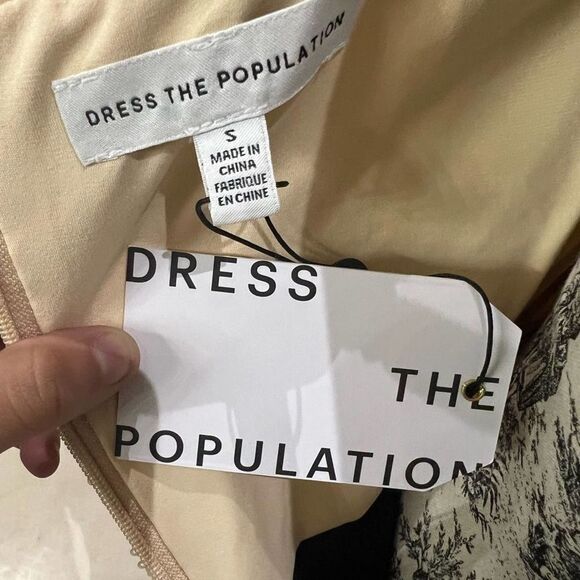 DRESS THE POPULATION
S
MADE IN
CHINA
FABRIQUE
EN CHINE
DRESS
THE
POPULATION